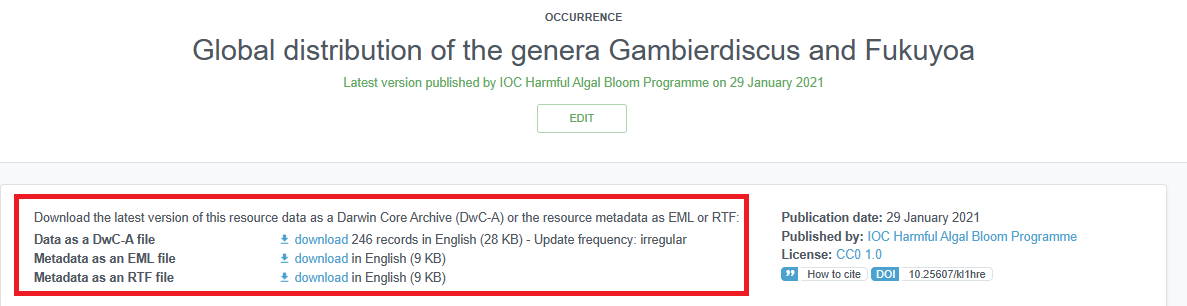 OCCURRENCE
Global distribution of the genera Gambierdiscus and Fukuyoa
Latest version published by IOC Harmful Algal Bloom Programme on 29 January 2021
EDIT
Download the latest version of this resource data as a Darwin Core Archive (DwC-A) or the resource metadata as EML or RTF:
Data as a DwC-A file download 246 records in English (28 KB) - Update frequency: irregular
Metadata as an EML file download in English (9 KB)
Metadata as an RTF file download in English (9 KB)
Publication date: 29 January 2021
Published by: IOC Harmful Algal Bloom Programme
License: CC0 1.0
How to cite DOI 10.25607/kl1hre